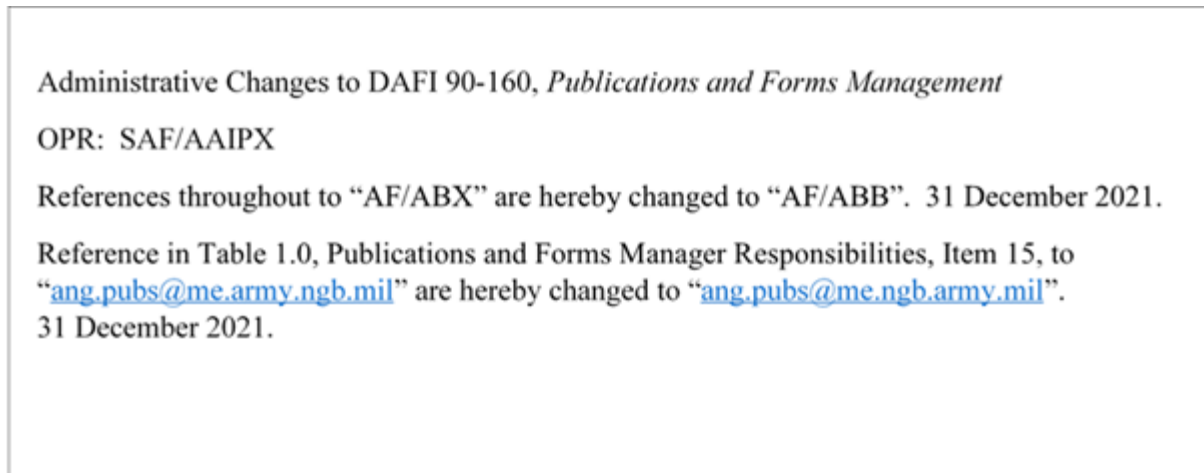 Administrative Changes to DAFI 90-160, Publications and Forms Management
OPR:  SAF/AAIPX
References throughout to “AF/ABX” are hereby changed to “AF/ABB”.  31 December 2021.
Reference in Table 1.0, Publications and Forms Manager Responsibilities, Item 15, to
“ang.pubs@me.army.ngb.mil” are hereby changed to “ang.pubs@me.ngb.army.mil”.
31 December 2021.